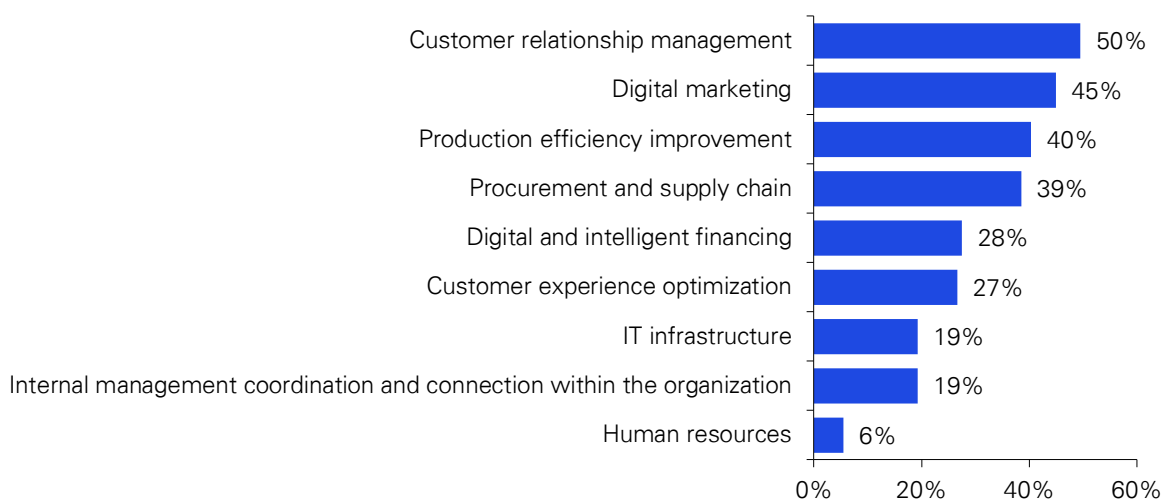 Customer relationship management 50%
Digital marketing 45%
Production efficiency improvement 40%
Procurement and supply chain 39%
Digital and intelligent financing 28%
Customer experience optimization 27%
IT infrastructure 19%
Internal management coordination and connection within the organization 19%
Human resources 6%
0% 20% 40% 60%